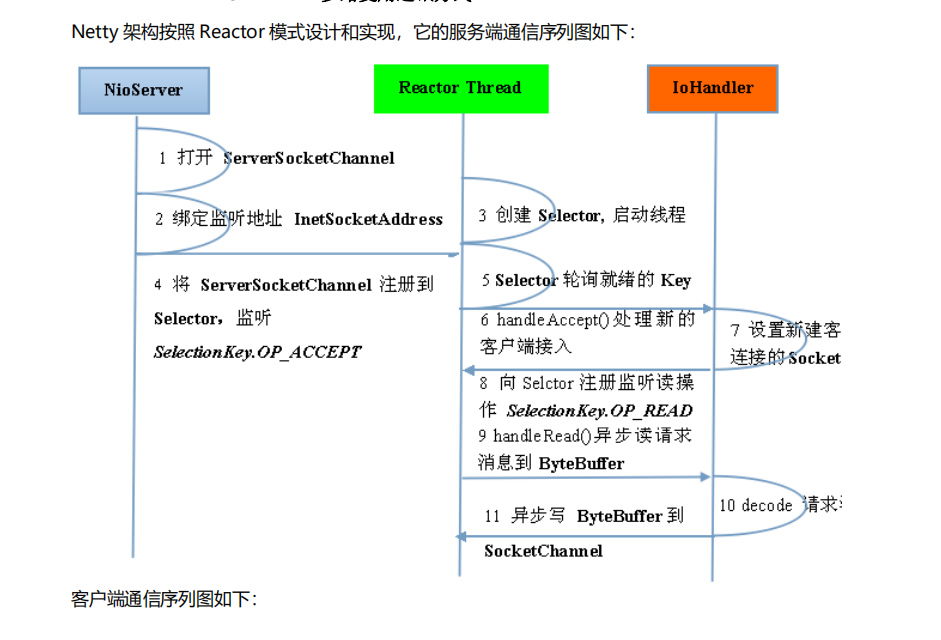 Netty 架构按照 Reactor 模式设计和实现，它的服务端通信序列图如下：
NioServer
Reactor Thread
IoHandler
1 打开 ServerSocketChannel
2 绑定监听地址 InetSocketAddress
3 创建 Selector, 启动线程
4 将 ServerSocketChannel 注册到
Selector，监听
SelectionKey.OP_ACCEPT
5 Selector 轮询就绪的 Key
6 handleAccept()处理新的
客户端接入
7 设置新建客
连接的 Socket
8 向 Selctor 注册监听读操
作 SelectionKey.OP_READ
9 handleRead()异步读请求
消息到 ByteBuffer
10 decode 请求
11 异步写 ByteBuffer 到
SocketChannel
客户端通信序列图如下：